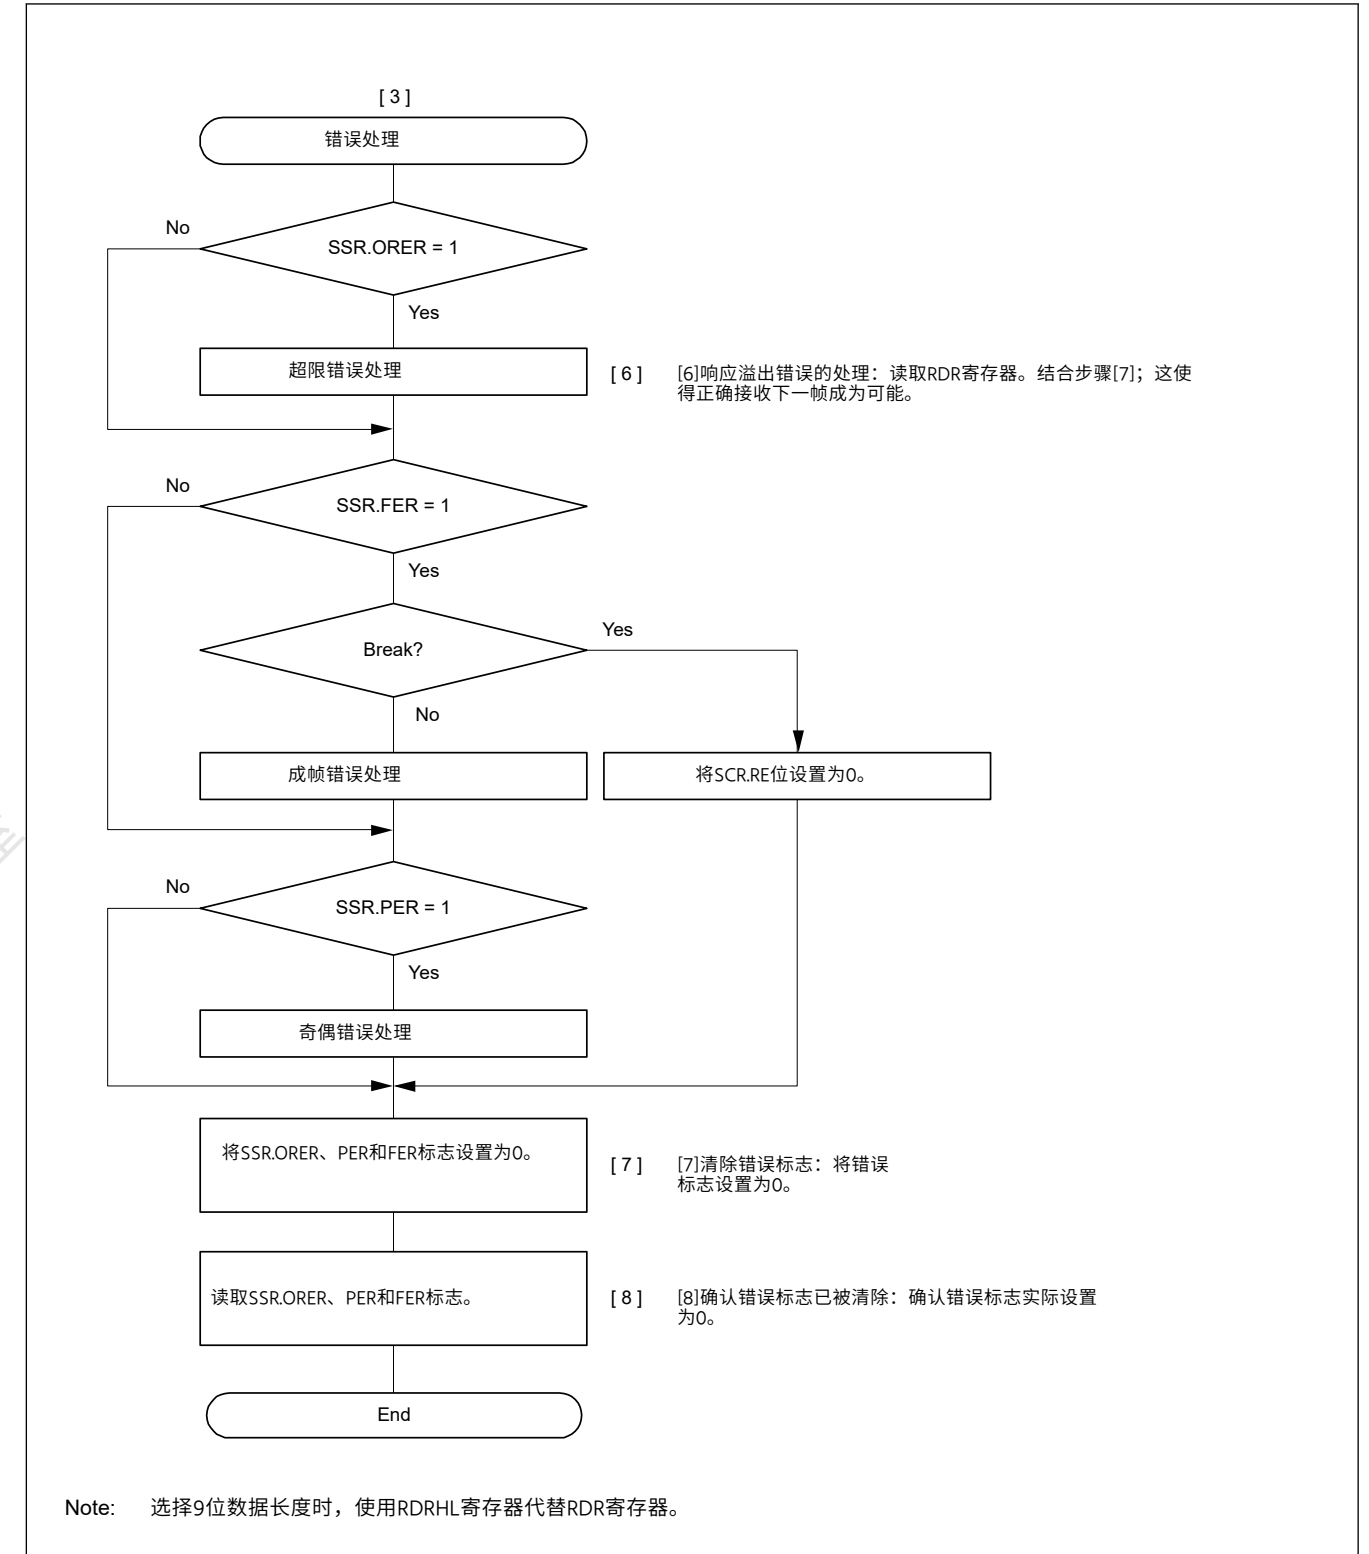 [ 3 ]
错误处理
No
SSR.ORER = 1
Yes
超限错误处理
[ 6 ]
[6]响应溢出错误的处理：读取RDR寄存器。结合步骤[7]；这使
得正确接收下一帧成为可能。
No
SSR.FER = 1
Yes
Break?
Yes
No
成帧错误处理
将SCR.RE位设置为0。
No
SSR.PER = 1
Yes
奇偶错误处理
将SSR.ORER、PER和FER标志设置为0。
[ 7 ]
[7]清除错误标志：将错误
标志设置为0。
读取SSR.ORER、PER和FER标志。
[ 8 ]
[8]确认错误标志已被清除：确认错误标志实际设置
为0。
End
Note: 选择9位数据长度时，使用RDRHL寄存器代替RDR寄存器。